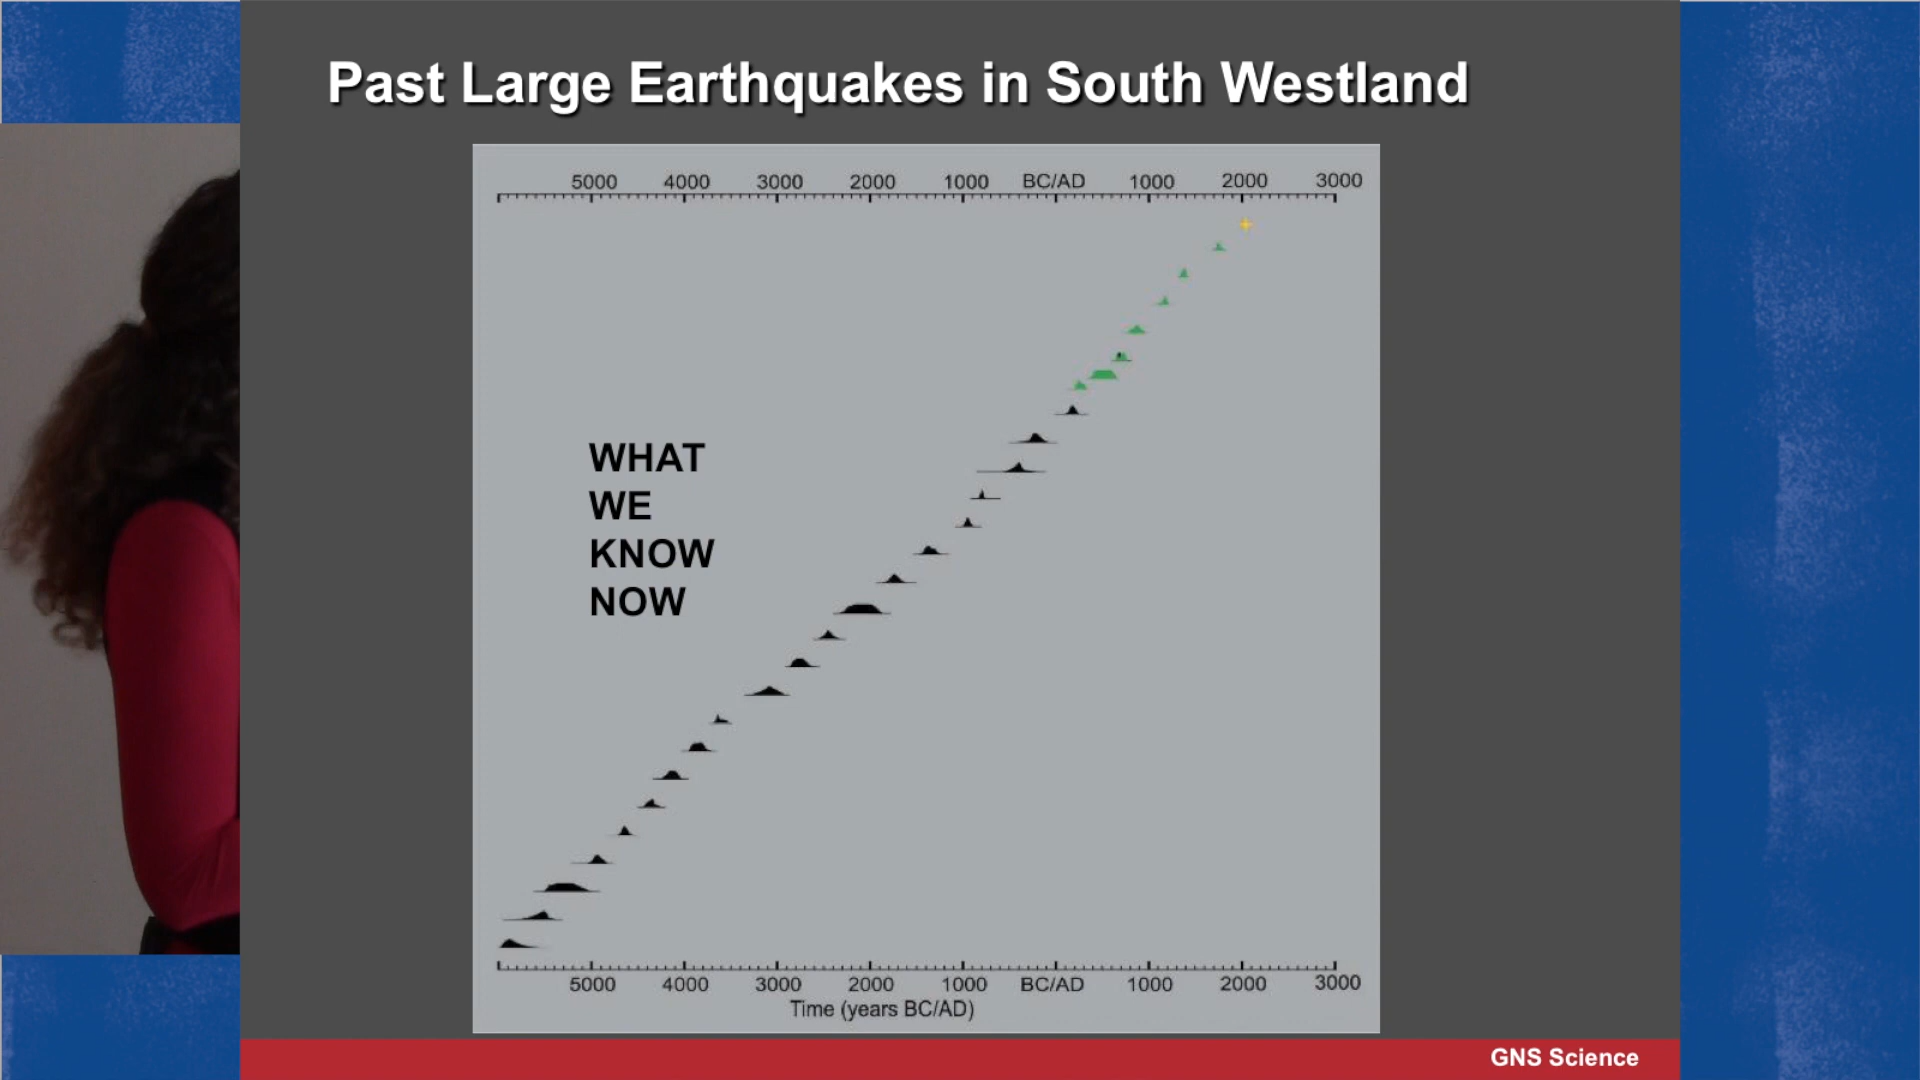 Past Large Earthquakes in South Westland
5000 4000 3000 2000 1000 BC/AD 1000 2000 3000
WHAT
WE
KNOW
NOW
5000 4000 3000 2000 1000 BC/AD 1000 2000 3000
Time (years BC/AD)
GNS Science